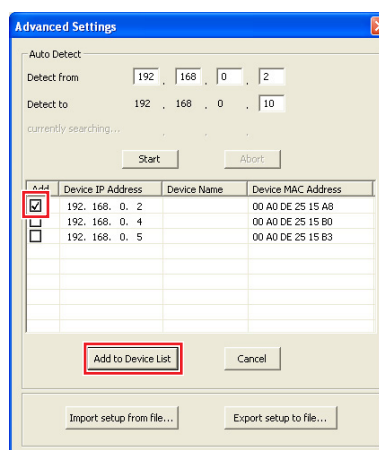 Advanced Settings
Auto Detect
Detect from 192 . 168 . 0 . 2
Detect to 192 . 168 . 0 . 10
currently searching... . . .
Start Abort
Add Device IP Address Device Name Device MAC Address
192. 168. 0. 2 00 A0 DE 25 15 A8
192. 168. 0. 4 00 A0 DE 25 15 B0
192. 168. 0. 5 00 A0 DE 25 15 B3
Add to Device List Cancel
Import setup from file... Export setup to file...